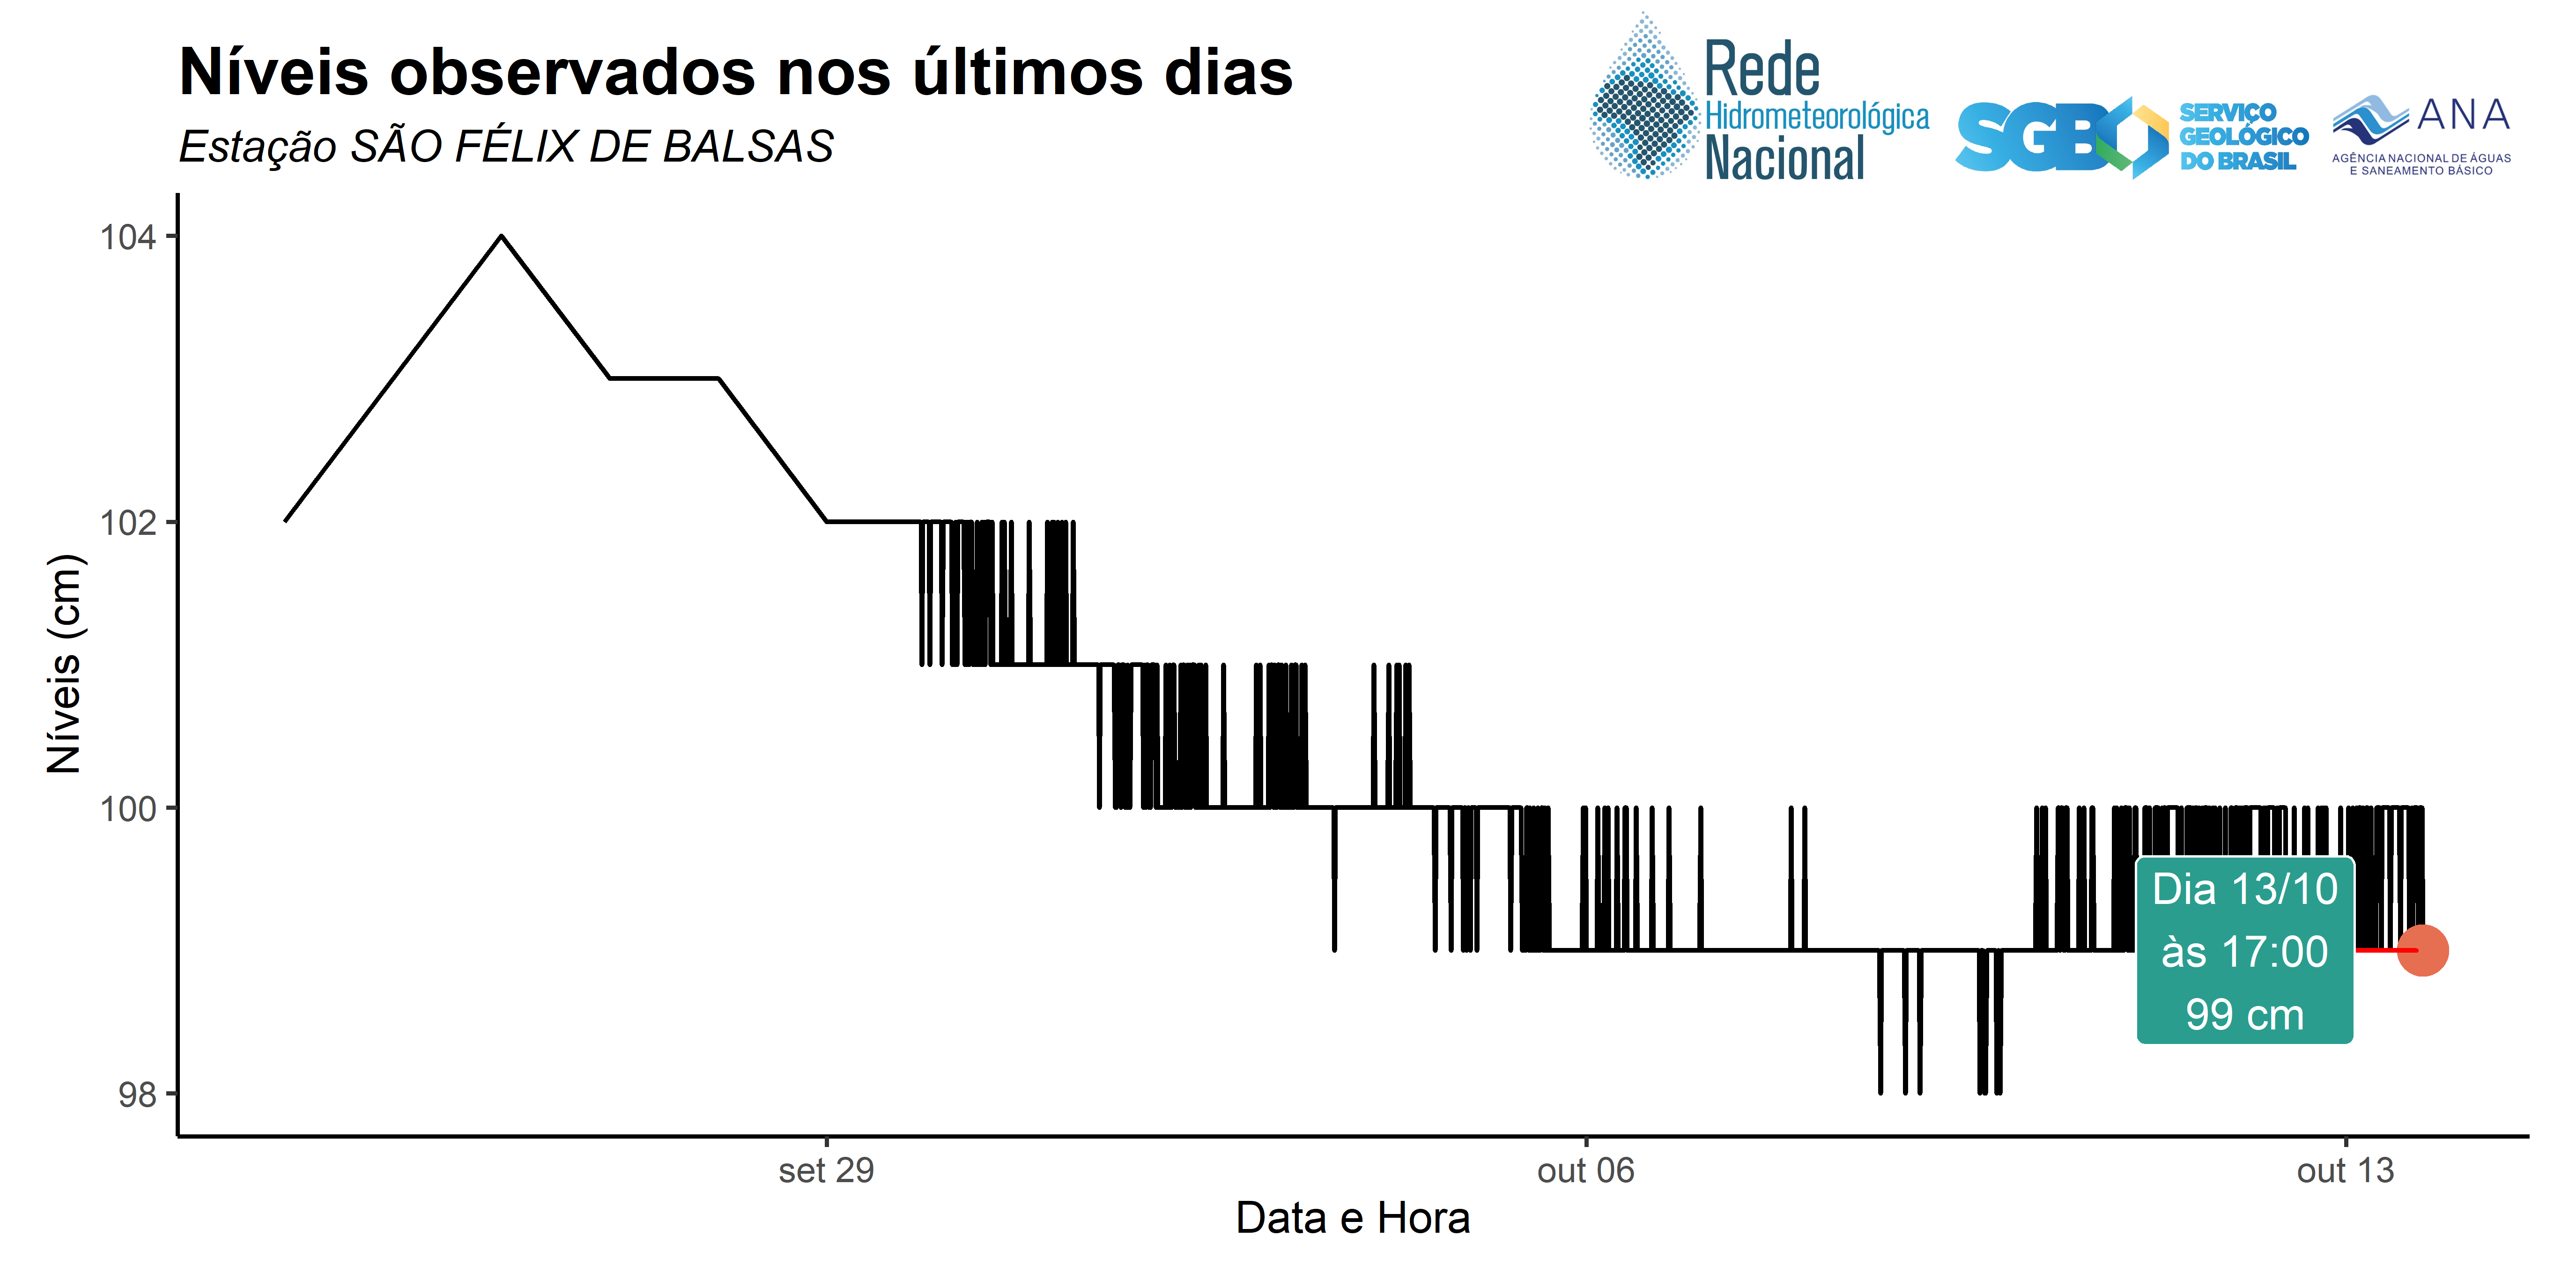 Níveis observados nos últimos dias
Estação SÃO FÉLIX DE BALSAS
Rede
Hidrometeorológica
Nacional
SGB
SERVIÇO
GEOLÓGICO
DO BRASIL
ANA
AGÊNCIA NACIONAL DE ÁGUAS
E SANEAMENTO BÁSICO
Níveis (cm)
104
102
100
98
Dia 13/10
às 17:00
99 cm
set 29
out 06
out 13
Data e Hora